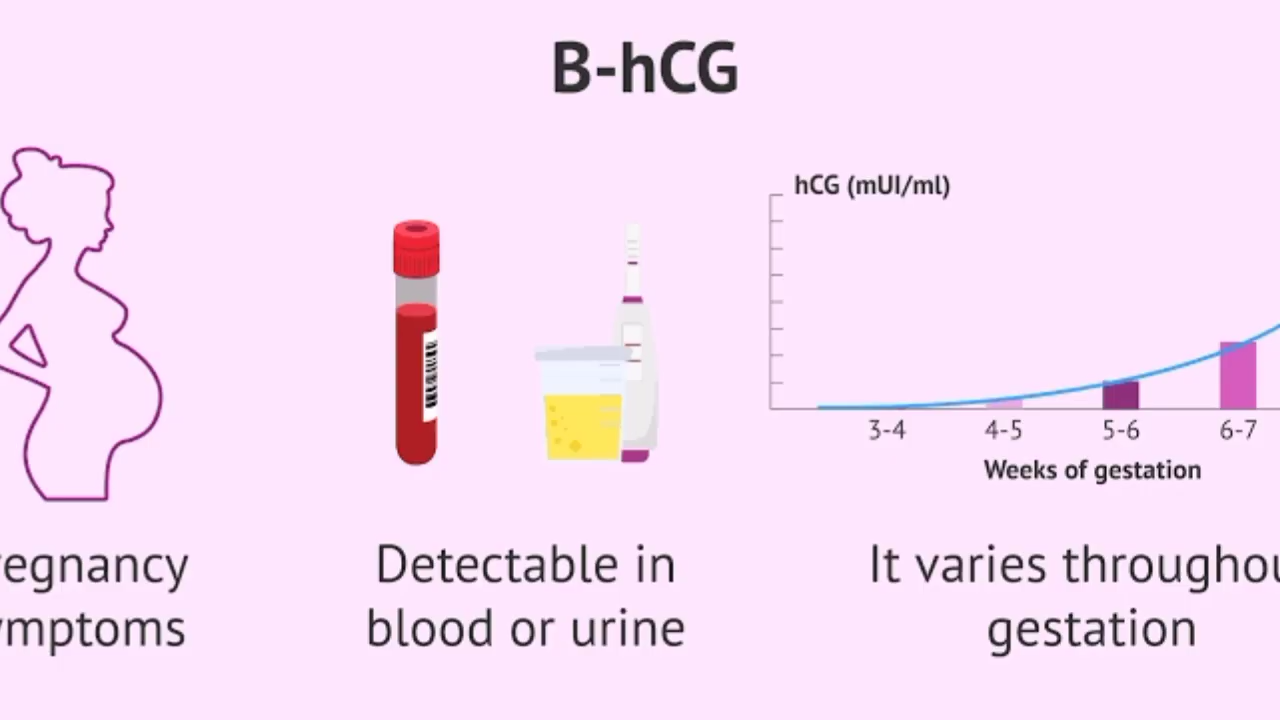 B-hCG
hCG (mUI/ml)
3-4 4-5 5-6 6-7
Weeks of gestation
regnancy
ymptoms
Detectable in
blood or urine
It varies throughou
gestation